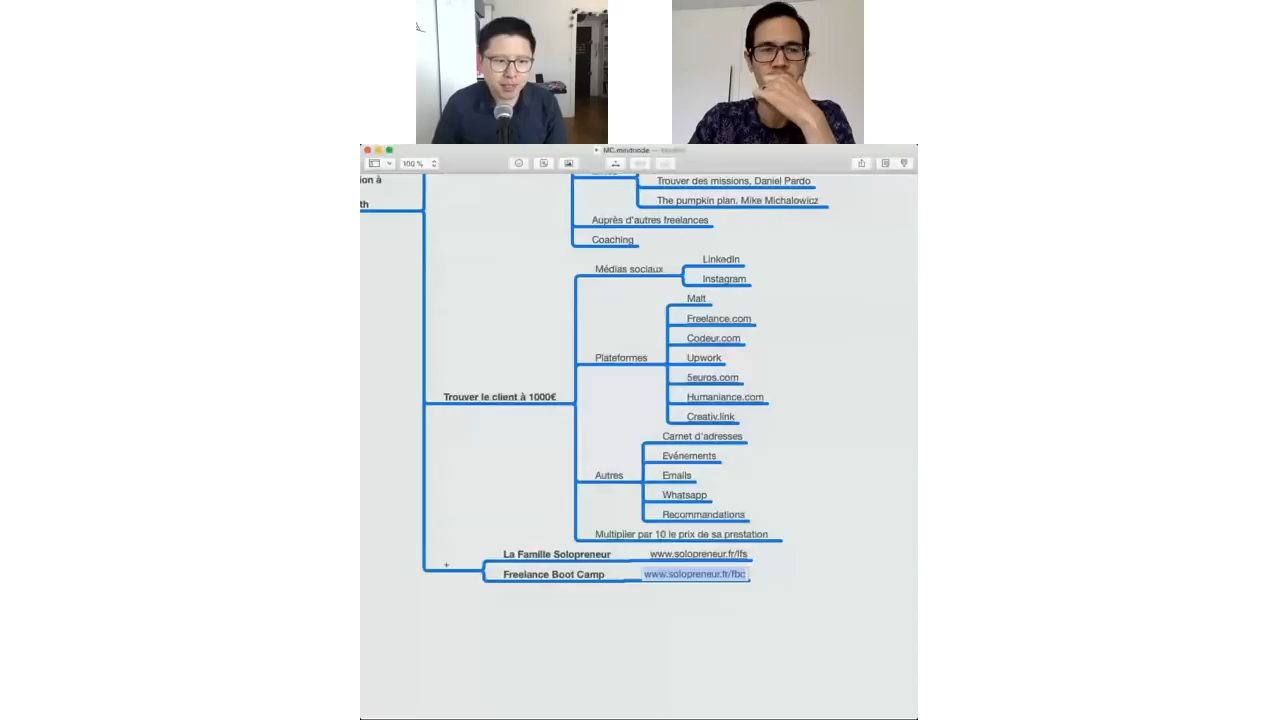 MC.mindnode
100 %
ion à
th
Trouver des missions, Daniel Pardo
The pumpkin plan, Mike Michalowicz
Auprès d'autres freelances
Coaching
Médias sociaux
LinkedIn
Instagram
Plateformes
Malt
Freelance.com
Codeur.com
Upwork
5euros.com
Humaniance.com
Creativ.link
Trouver le client à 1000€
Autres
Carnet d'adresses
Evénements
Emails
Whatsapp
Recommandations
Multiplier par 10 le prix de sa prestation
+
La Famille Solopreneur
www.solopreneur.fr/lfs
Freelance Boot Camp
www.solopreneur.fr/fbc